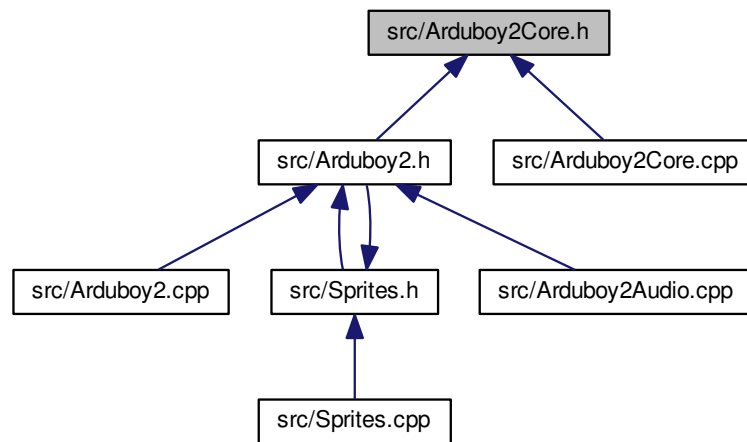 src/Arduboy2Core.h
src/Arduboy2.h
src/Arduboy2Core.cpp
src/Arduboy2.cpp
src/Sprites.h
src/Arduboy2Audio.cpp
src/Sprites.cpp